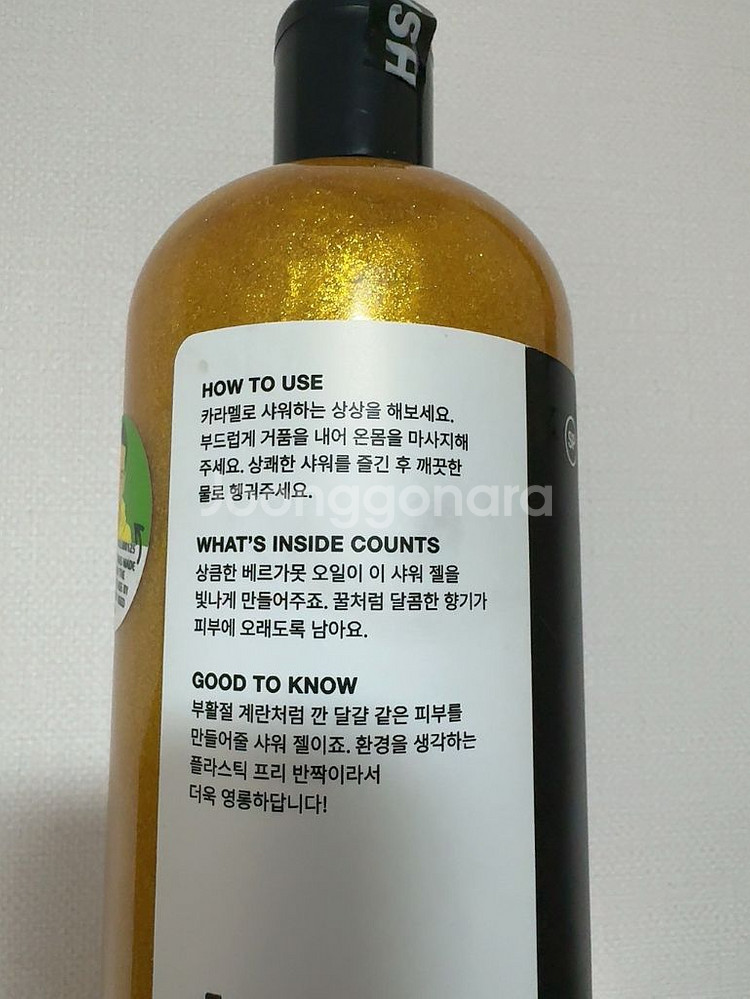 USH
HOW TO USE
카라멜로 샤워하는 상상을 해보세요.
부드럽게 거품을 내어 온몸을 마사지해
주세요. 상쾌한 샤워를 즐긴 후 깨끗한
물로 헹궈주세요.
Joonggonara
WHAT'S INSIDE COUNTS
상큼한 베르가못 오일이 이 샤워 젤을
빛나게 만들어주죠. 꿀처럼 달콤한 향기가
피부에 오래도록 남아요.
GOOD TO KNOW
부활절 계란처럼 깐 달걀 같은 피부를
만들어줄 샤워 젤이죠. 환경을 생각하는
플라스틱 프리 반짝이라서
더욱 영롱하답니다!